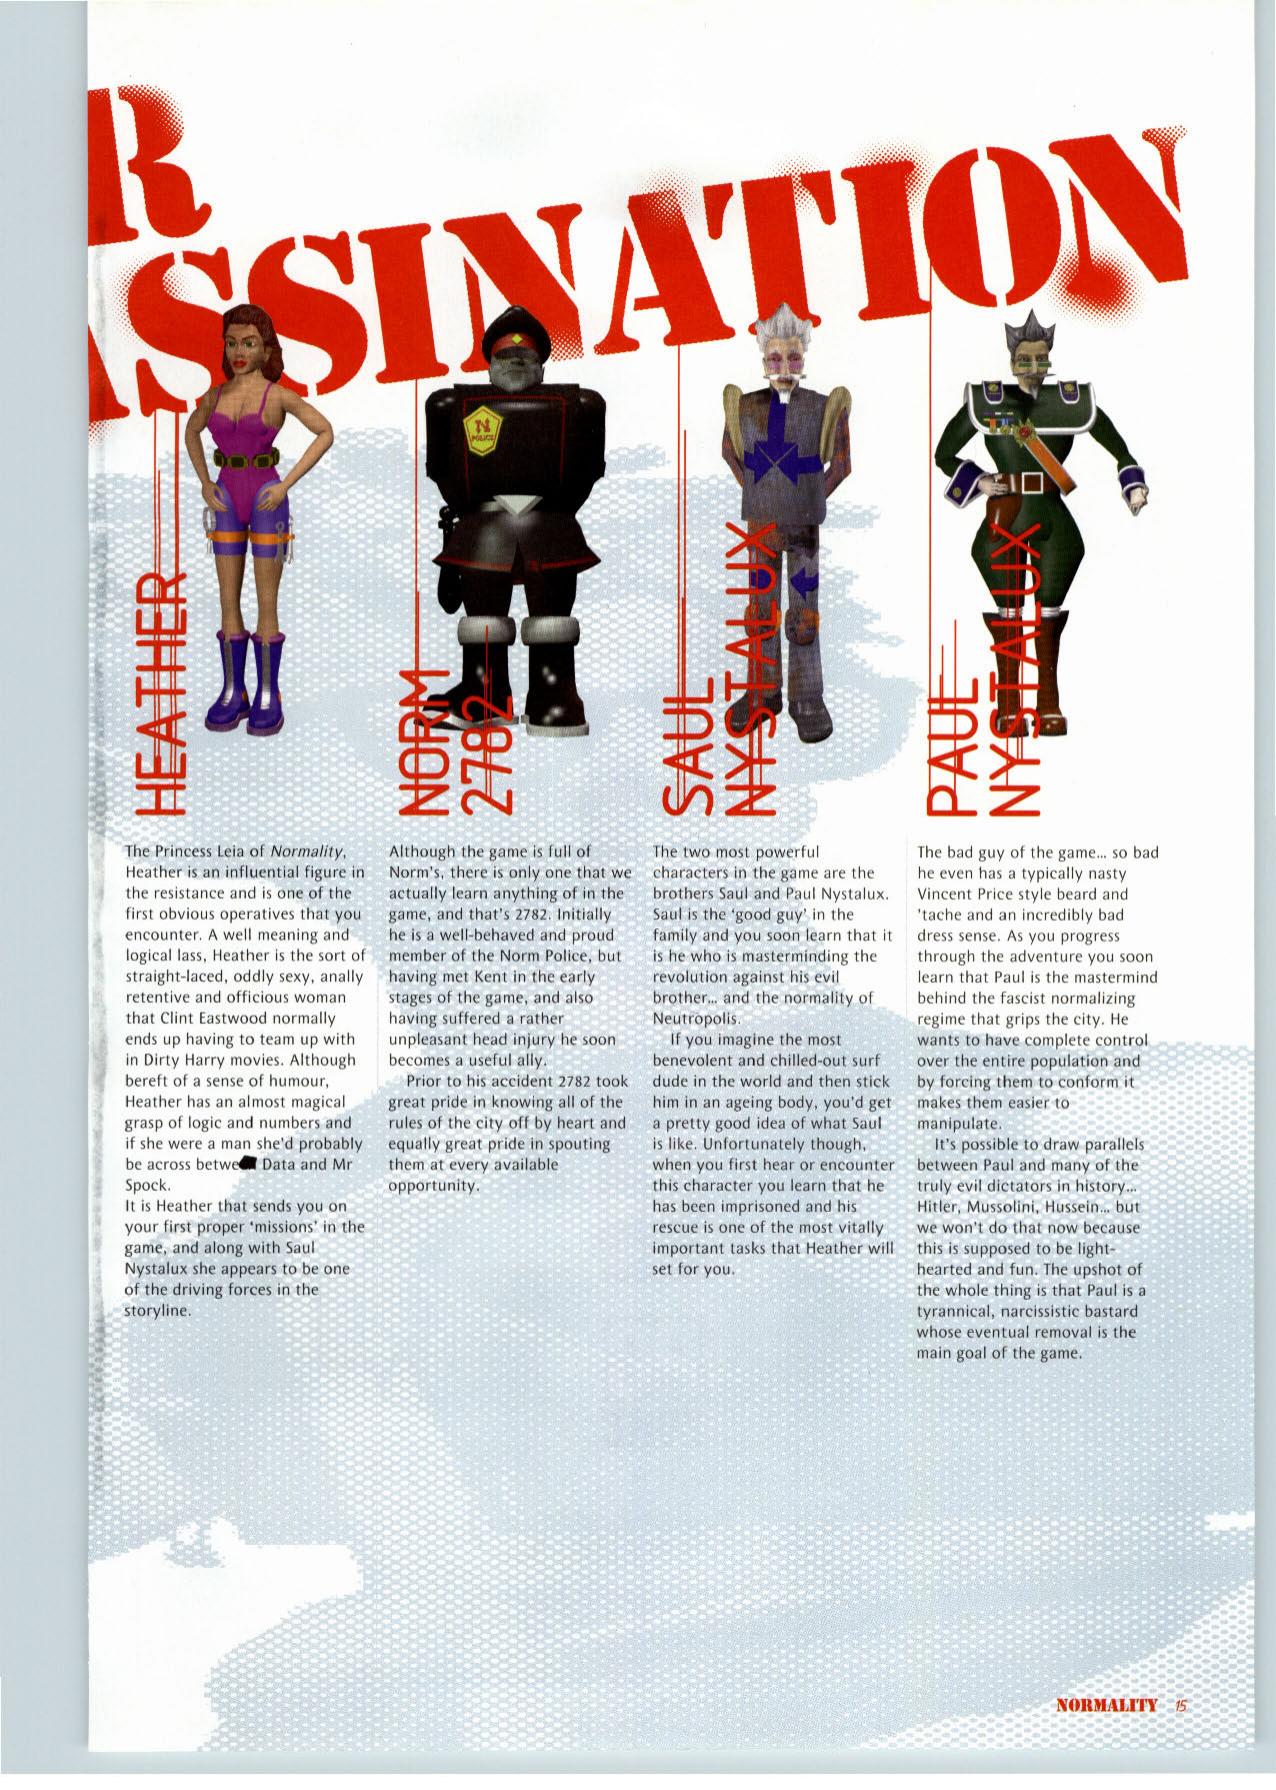 R
ASSINATION
N
POLICE
HEATHER
The Princess Leia of Normality,
Heather is an influential figure in
the resistance and is one of the
first obvious operatives that you
encounter. A well meaning and
logical lass, Heather is the sort of
straight-laced, oddly sexy, anally
retentive and officious woman
that Clint Eastwood normally
ends up having to team up with
in Dirty Harry movies. Although
bereft of a sense of humour,
Heather has an almost magical
grasp of logic and numbers and
if she were a man she'd probably
be across betwe Data and Mr
Spock.
It is Heather that sends you on
your first proper 'missions' in the
game, and along with Saul
Nystalux she appears to be one
of the driving forces in the
storyline.
NORM
2782
Although the game is full of
Norm's, there is only one that we
actually learn anything of in the
game, and that's 2782. Initially
he is a well-behaved and proud
member of the Norm Police, but
having met Kent in the early
stages of the game, and also
having suffered a rather
unpleasant head injury he soon
becomes a useful ally.
Prior to his accident 2782 took
great pride in knowing all of the
rules of the city off by heart and
equally great pride in spouting
them at every available
opportunity.
SAUL
NYSTALUX
The two most powerful
characters in the game are the
brothers Saul and Paul Nystalux.
Saul is the 'good guy' in the
family and you soon learn that it
is he who is masterminding the
revolution against his evil
brother... and the normality of
Neutropolis.
If you imagine the most
benevolent and chilled-out surf
dude in the world and then stick
him in an ageing body, you'd get
a pretty good idea of what Saul
is like. Unfortunately though,
when you first hear or encounter
this character you learn that he
has been imprisoned and his
rescue is one of the most vitally
important tasks that Heather will
set for you.
PAUL
NYSTALUX
The bad guy of the game... so bad
he even has a typically nasty
Vincent Price style beard and
'tache and an incredibly bad
dress sense. As you progress
through the adventure you soon
learn that Paul is the mastermind
behind the fascist normalizing
regime that grips the city. He
wants to have complete control
over the entire population and
by forcing them to conform it
makes them easier to
manipulate.
It's possible to draw parallels
between Paul and many of the
truly evil dictators in history...
Hitler, Mussolini, Hussein... but
we won't do that now because
this is supposed to be light-
hearted and fun. The upshot of
the whole thing is that Paul is a
tyrannical, narcissistic bastard
whose eventual removal is the
main goal of the game.
NORMALITY 15